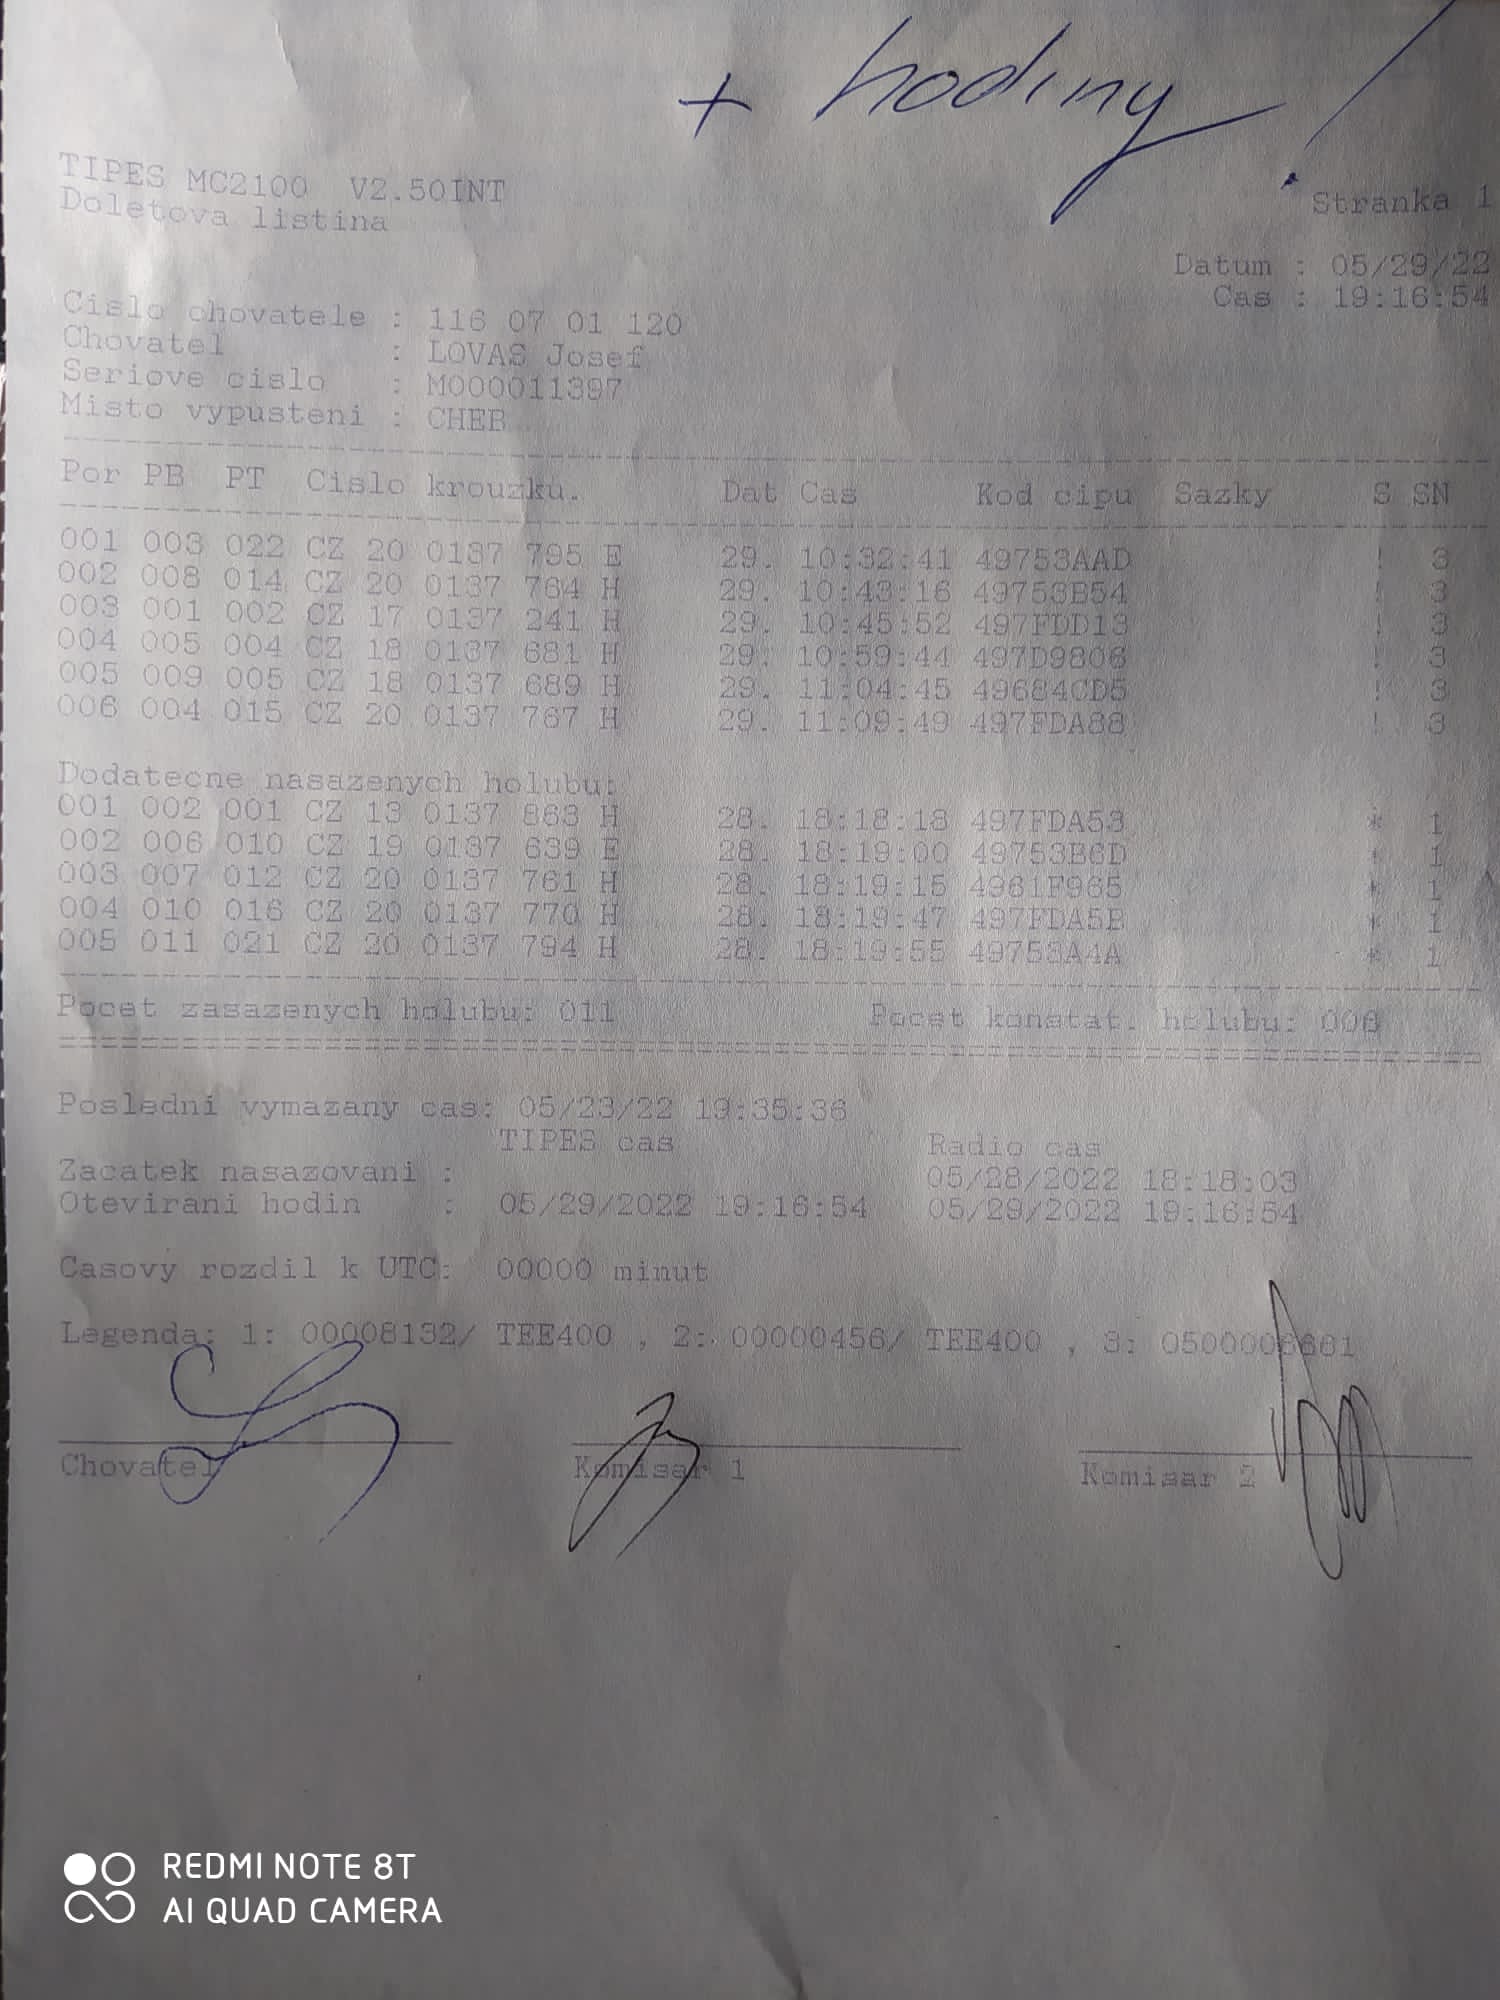 + hodiny!
TIPES MC2100 V2.50INT
Stranka 1
Doletova listina
Datum : 05/29/22
Cas : 19:16:54
Cislo chovatele : 116 07 01 120
Chovatel : LOVAS Josef
Seriove cislo : M000011397
Misto vypusteni : CHEB
Por PB PT Cislo krouzku. Dat Cas Kod cipu Sazky S SN
001 003 022 CZ 20 0137 795 E 29. 10:32:41 49753AAD ! 3
002 008 014 CZ 20 0137 764 H 29. 10:43:16 49753B54 ! 3
003 001 002 CZ 17 0137 241 H 29. 10:45:52 497FDD13 ! 3
004 005 004 CZ 18 0137 681 H 29. 10:59:44 497D9806 ! 3
005 009 005 CZ 18 0137 689 H 29. 11:04:45 49684CD5 ! 3
006 004 015 CZ 20 0137 767 H 29. 11:09:49 497FDA88 ! 3
Dodatecne nasazenych holubu:
001 002 001 CZ 13 0137 863 H 28. 18:18:18 497FDA53 * 1
002 006 010 CZ 19 0137 639 E 28. 18:19:00 49753B6D * 1
003 007 012 CZ 20 0137 761 H 28. 18:19:15 4961F965 * 1
004 010 016 CZ 20 0137 770 H 28. 18:19:47 497FDA5B * 1
005 011 021 CZ 20 0137 794 H 28. 18:19:55 49753A4A * 1
Pocet zasazenych holubu: 011 Pocet konstat. holubu: 006
Posledni vymazany cas: 05/23/22 19:35:36
TIPES cas Radio cas
Zacatek nasazovani : 05/28/2022 18:18:03
Otevirani hodin : 05/29/2022 19:16:54 05/29/2022 19:16:54
Casovy rozdil k UTC: 00000 minut
Legenda: 1: 00008132/ TEE400 , 2: 00000456/ TEE400 , 3:
Chovatel Komisar 1 Komisar 2
REDMI NOTE 8T
AI QUAD CAMERA